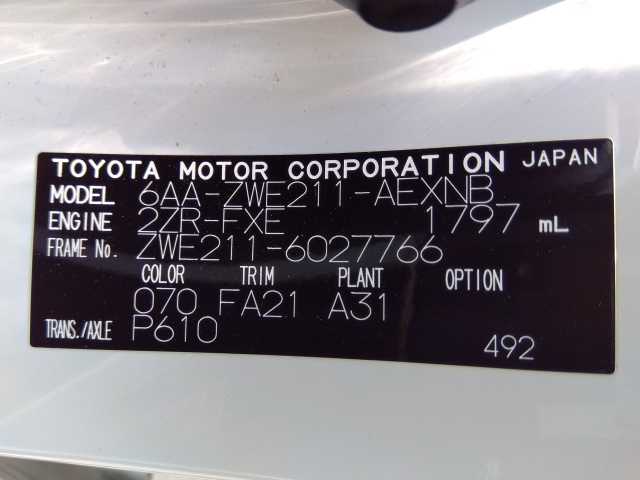 TOYOTA MOTOR CORPORATION JAPAN
MODEL 6AA-ZWE211-AEXNB
ENGINE 2ZR-FXE 1797 mL
FRAME No. ZWE211-6027766
COLOR TRIM PLANT OPTION
070 FA21 A31
TRANS./AXLE P610
492